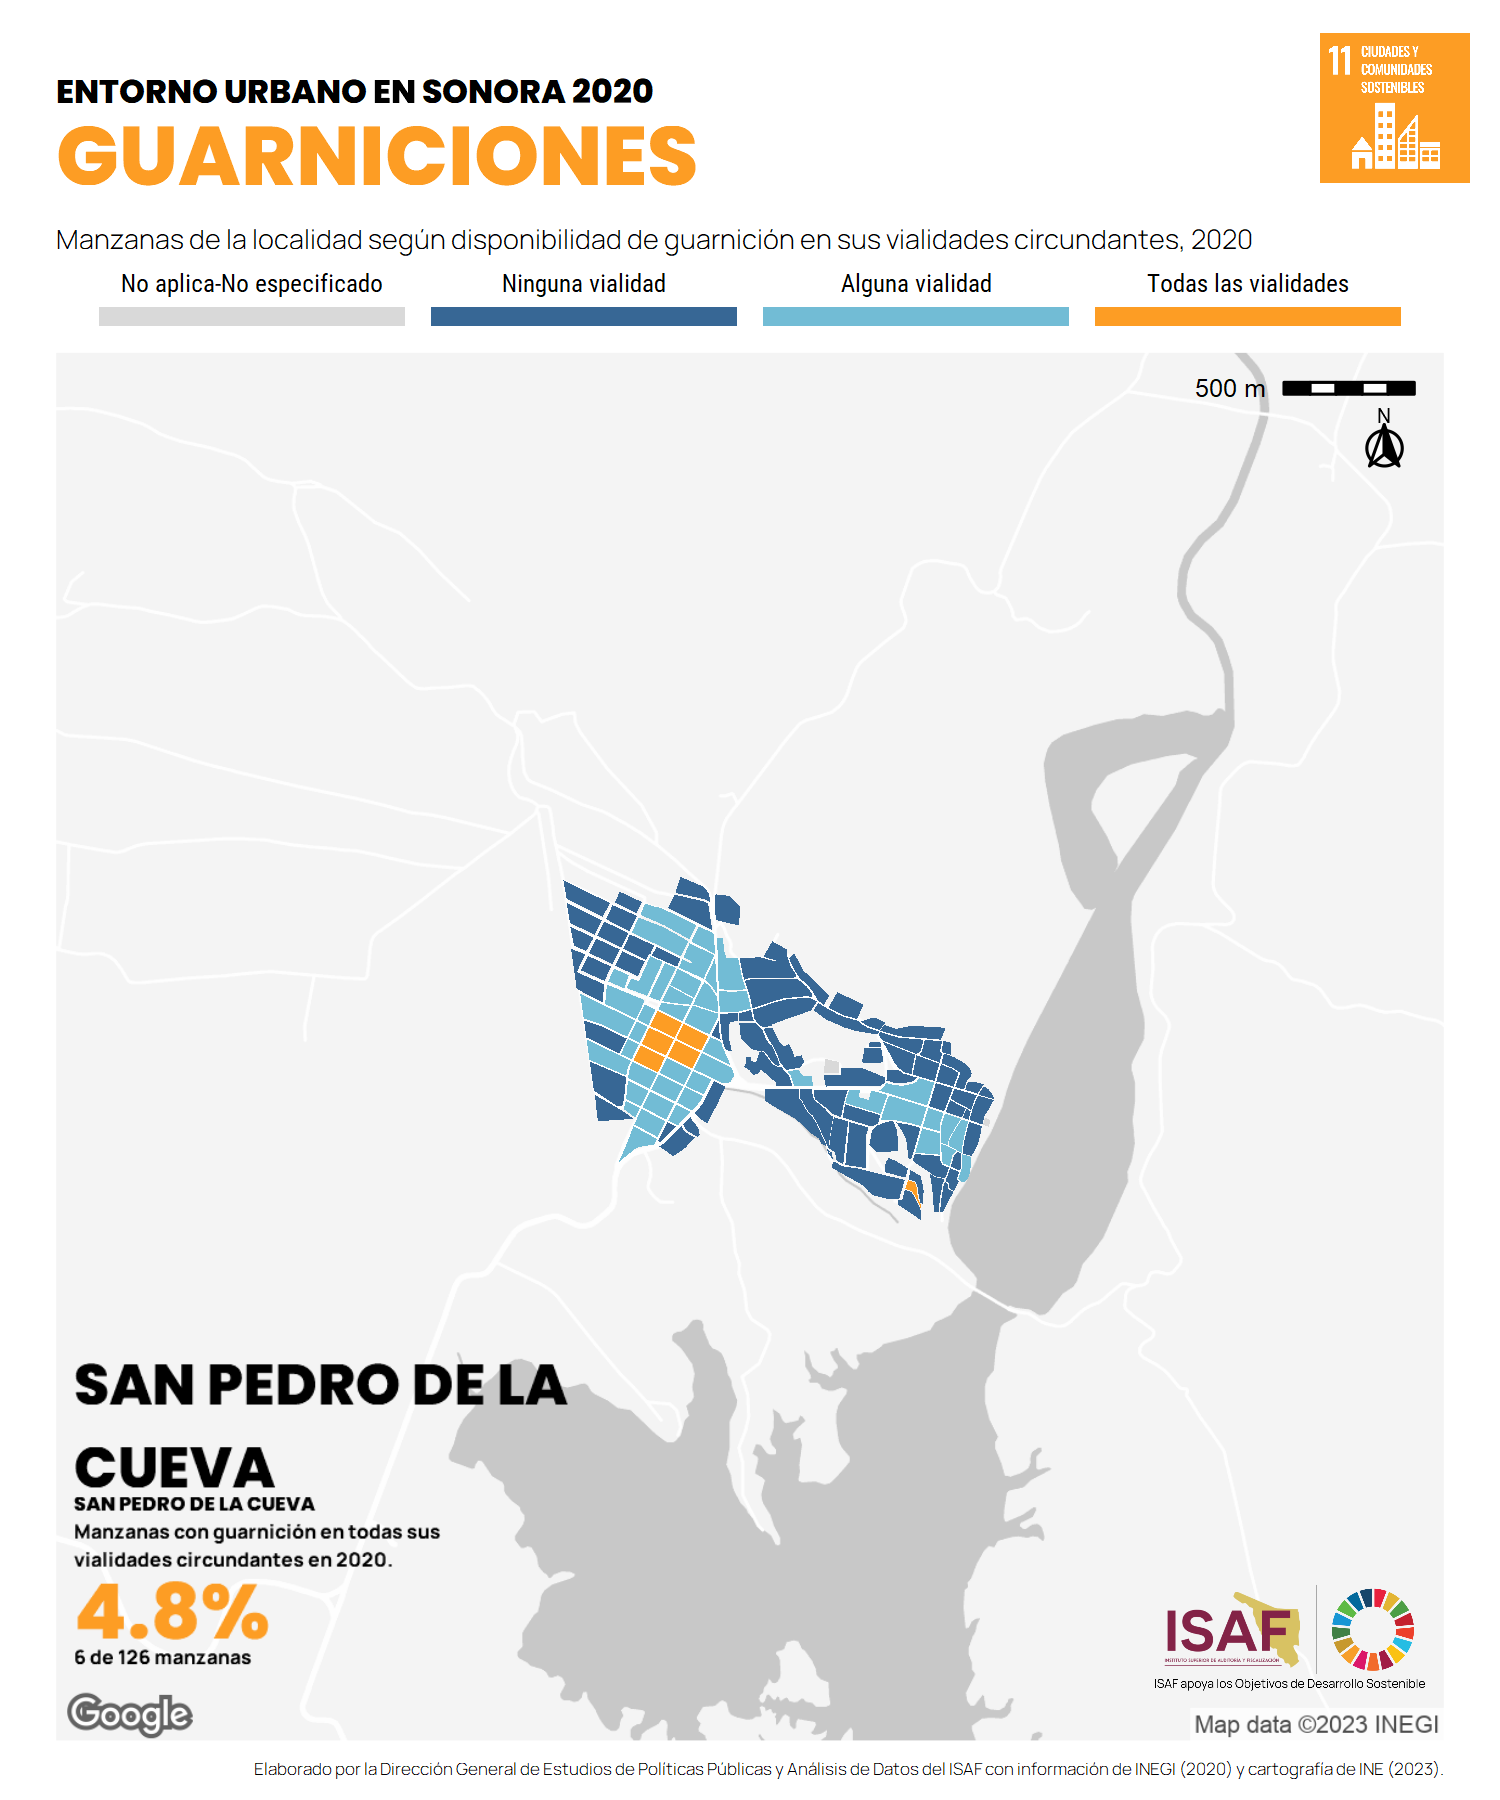 11 CIUDADES Y
COMUNIDADES
SOSTENIBLES
ENTORNO URBANO EN SONORA 2020
GUARNICIONES
Manzanas de la localidad según disponibilidad de guarnición en sus vialidades circundantes, 2020
No aplica-No especificado
Ninguna vialidad
Alguna vialidad
Todas las vialidades
500 m
N
SAN PEDRO DE LA
CUEVA
SAN PEDRO DE LA CUEVA
Manzanas con guarnición en todas sus
vialidades circundantes en 2020.
4.8%
6 de 126 manzanas
Google
ISAF
INSTITUTO SUPERIOR DE AUDITORÍA Y FISCALIZACIÓN
ISAF apoya los Objetivos de Desarrollo Sostenible
Map data ©2023 INEGI
Elaborado por la Dirección General de Estudios de Políticas Públicas y Análisis de Datos del ISAF con información de INEGI (2020) y cartografía de INE (2023).